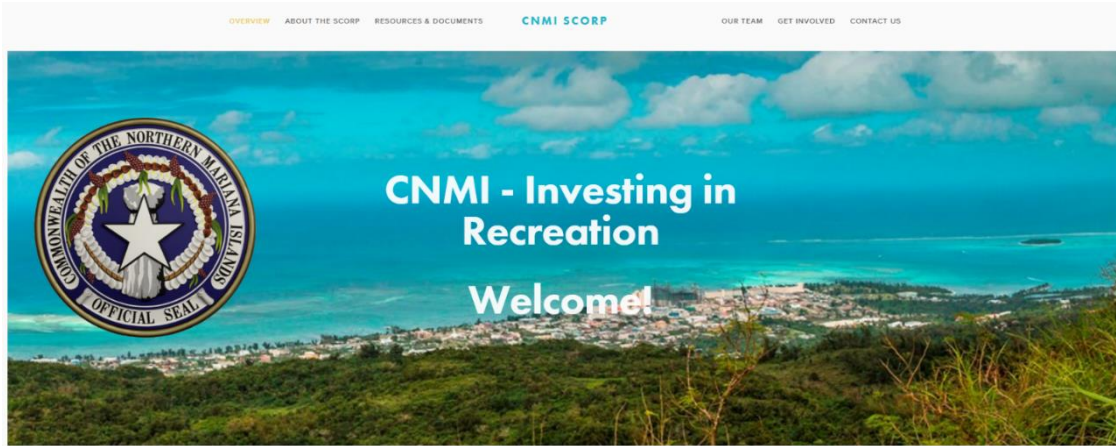 OVERVIEW ABOUT THE SCORP RESOURCES & DOCUMENTS CNMI SCORP OUR TEAM GET INVOLVED CONTACT US
COMMONWEALTH OF THE NORTHERN MARIANA ISLANDS
OFFICIAL SEAL
CNMI - Investing in
Recreation
Welcome!